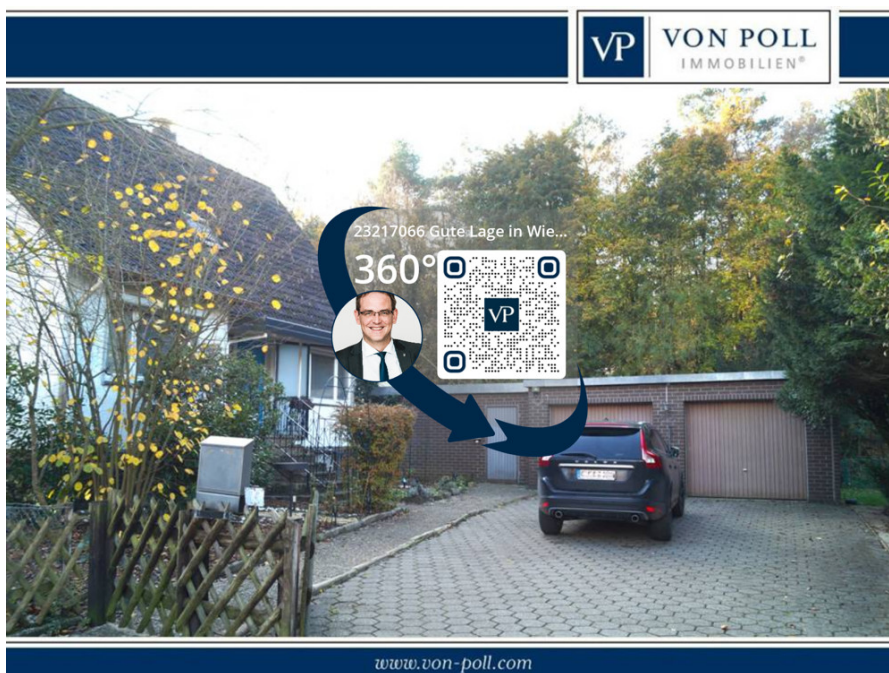 VP
VON POLL
IMMOBILIEN®
23217066 Gute Lage in Wie...
360°
VP
www.von-poll.com